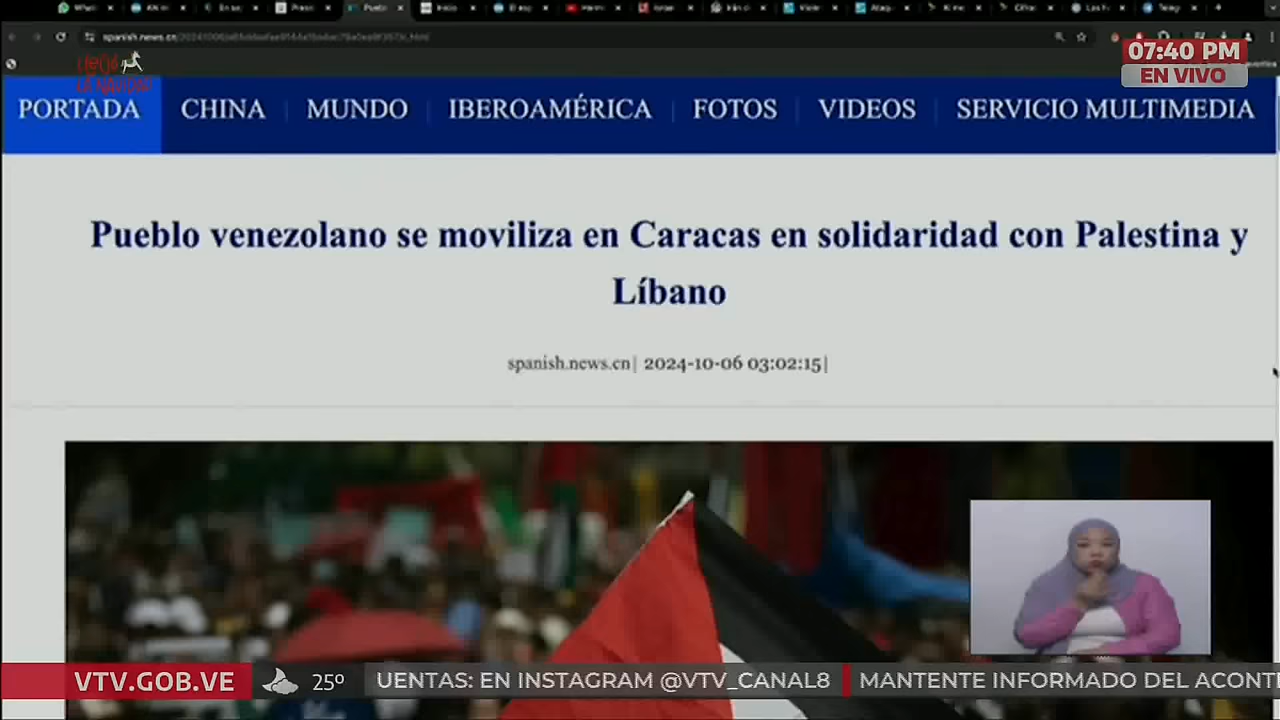 07:40 PM
EN VIVO
PORTADA
CHINA
MUNDO
IBEROAMÉRICA
FOTOS
VIDEOS
SERVICIO MULTIMEDIA
Pueblo venezolano se moviliza en Caracas en solidaridad con Palestina y
Líbano
spanish.news.cn| 2024-10-06 03:02:15|
VTV.GOB.VE
25º
UENTAS: EN INSTAGRAM @VTV_CANAL8
MANTENTE INFORMADO DEL ACONTE